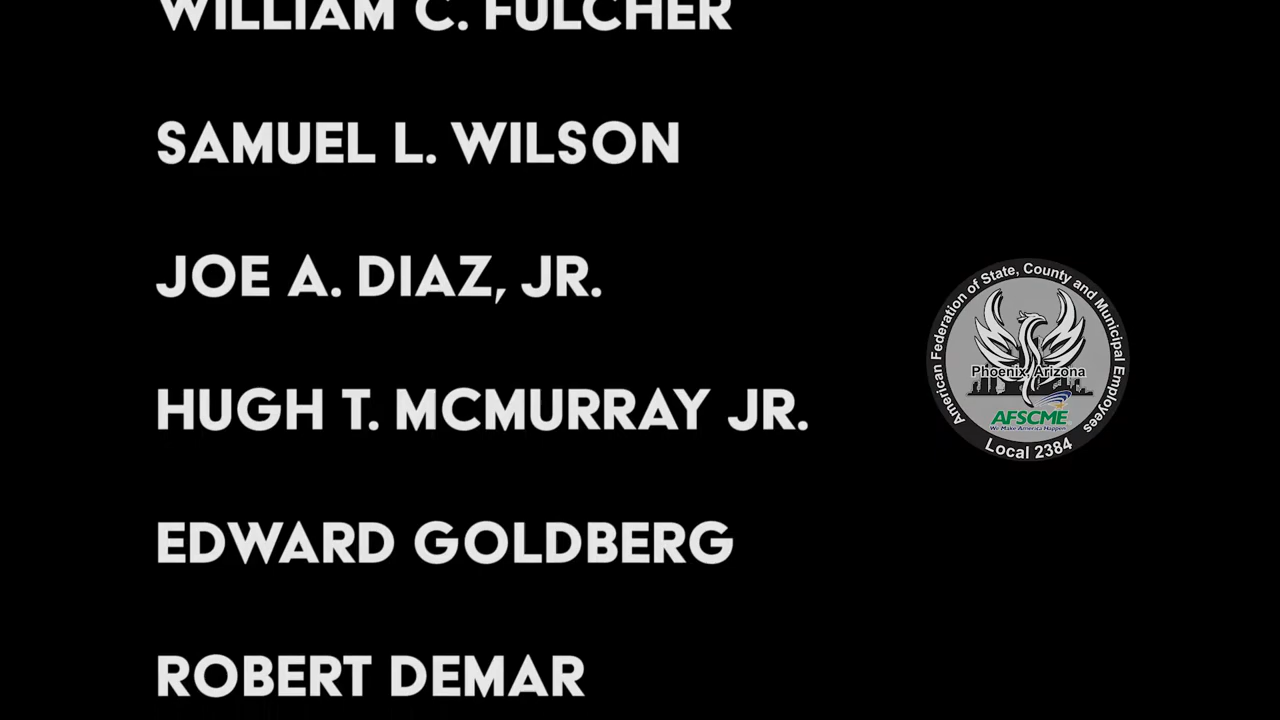 WILLIAM C. FULCHER
SAMUEL L. WILSON
JOE A. DIAZ, JR.
HUGH T. MCMURRAY JR.
EDWARD GOLDBERG
ROBERT DEMAR
American Federation of State, County and Municipal Employees
Phoenix, Arizona
AFSCME
We Make America Happen
Local 2384